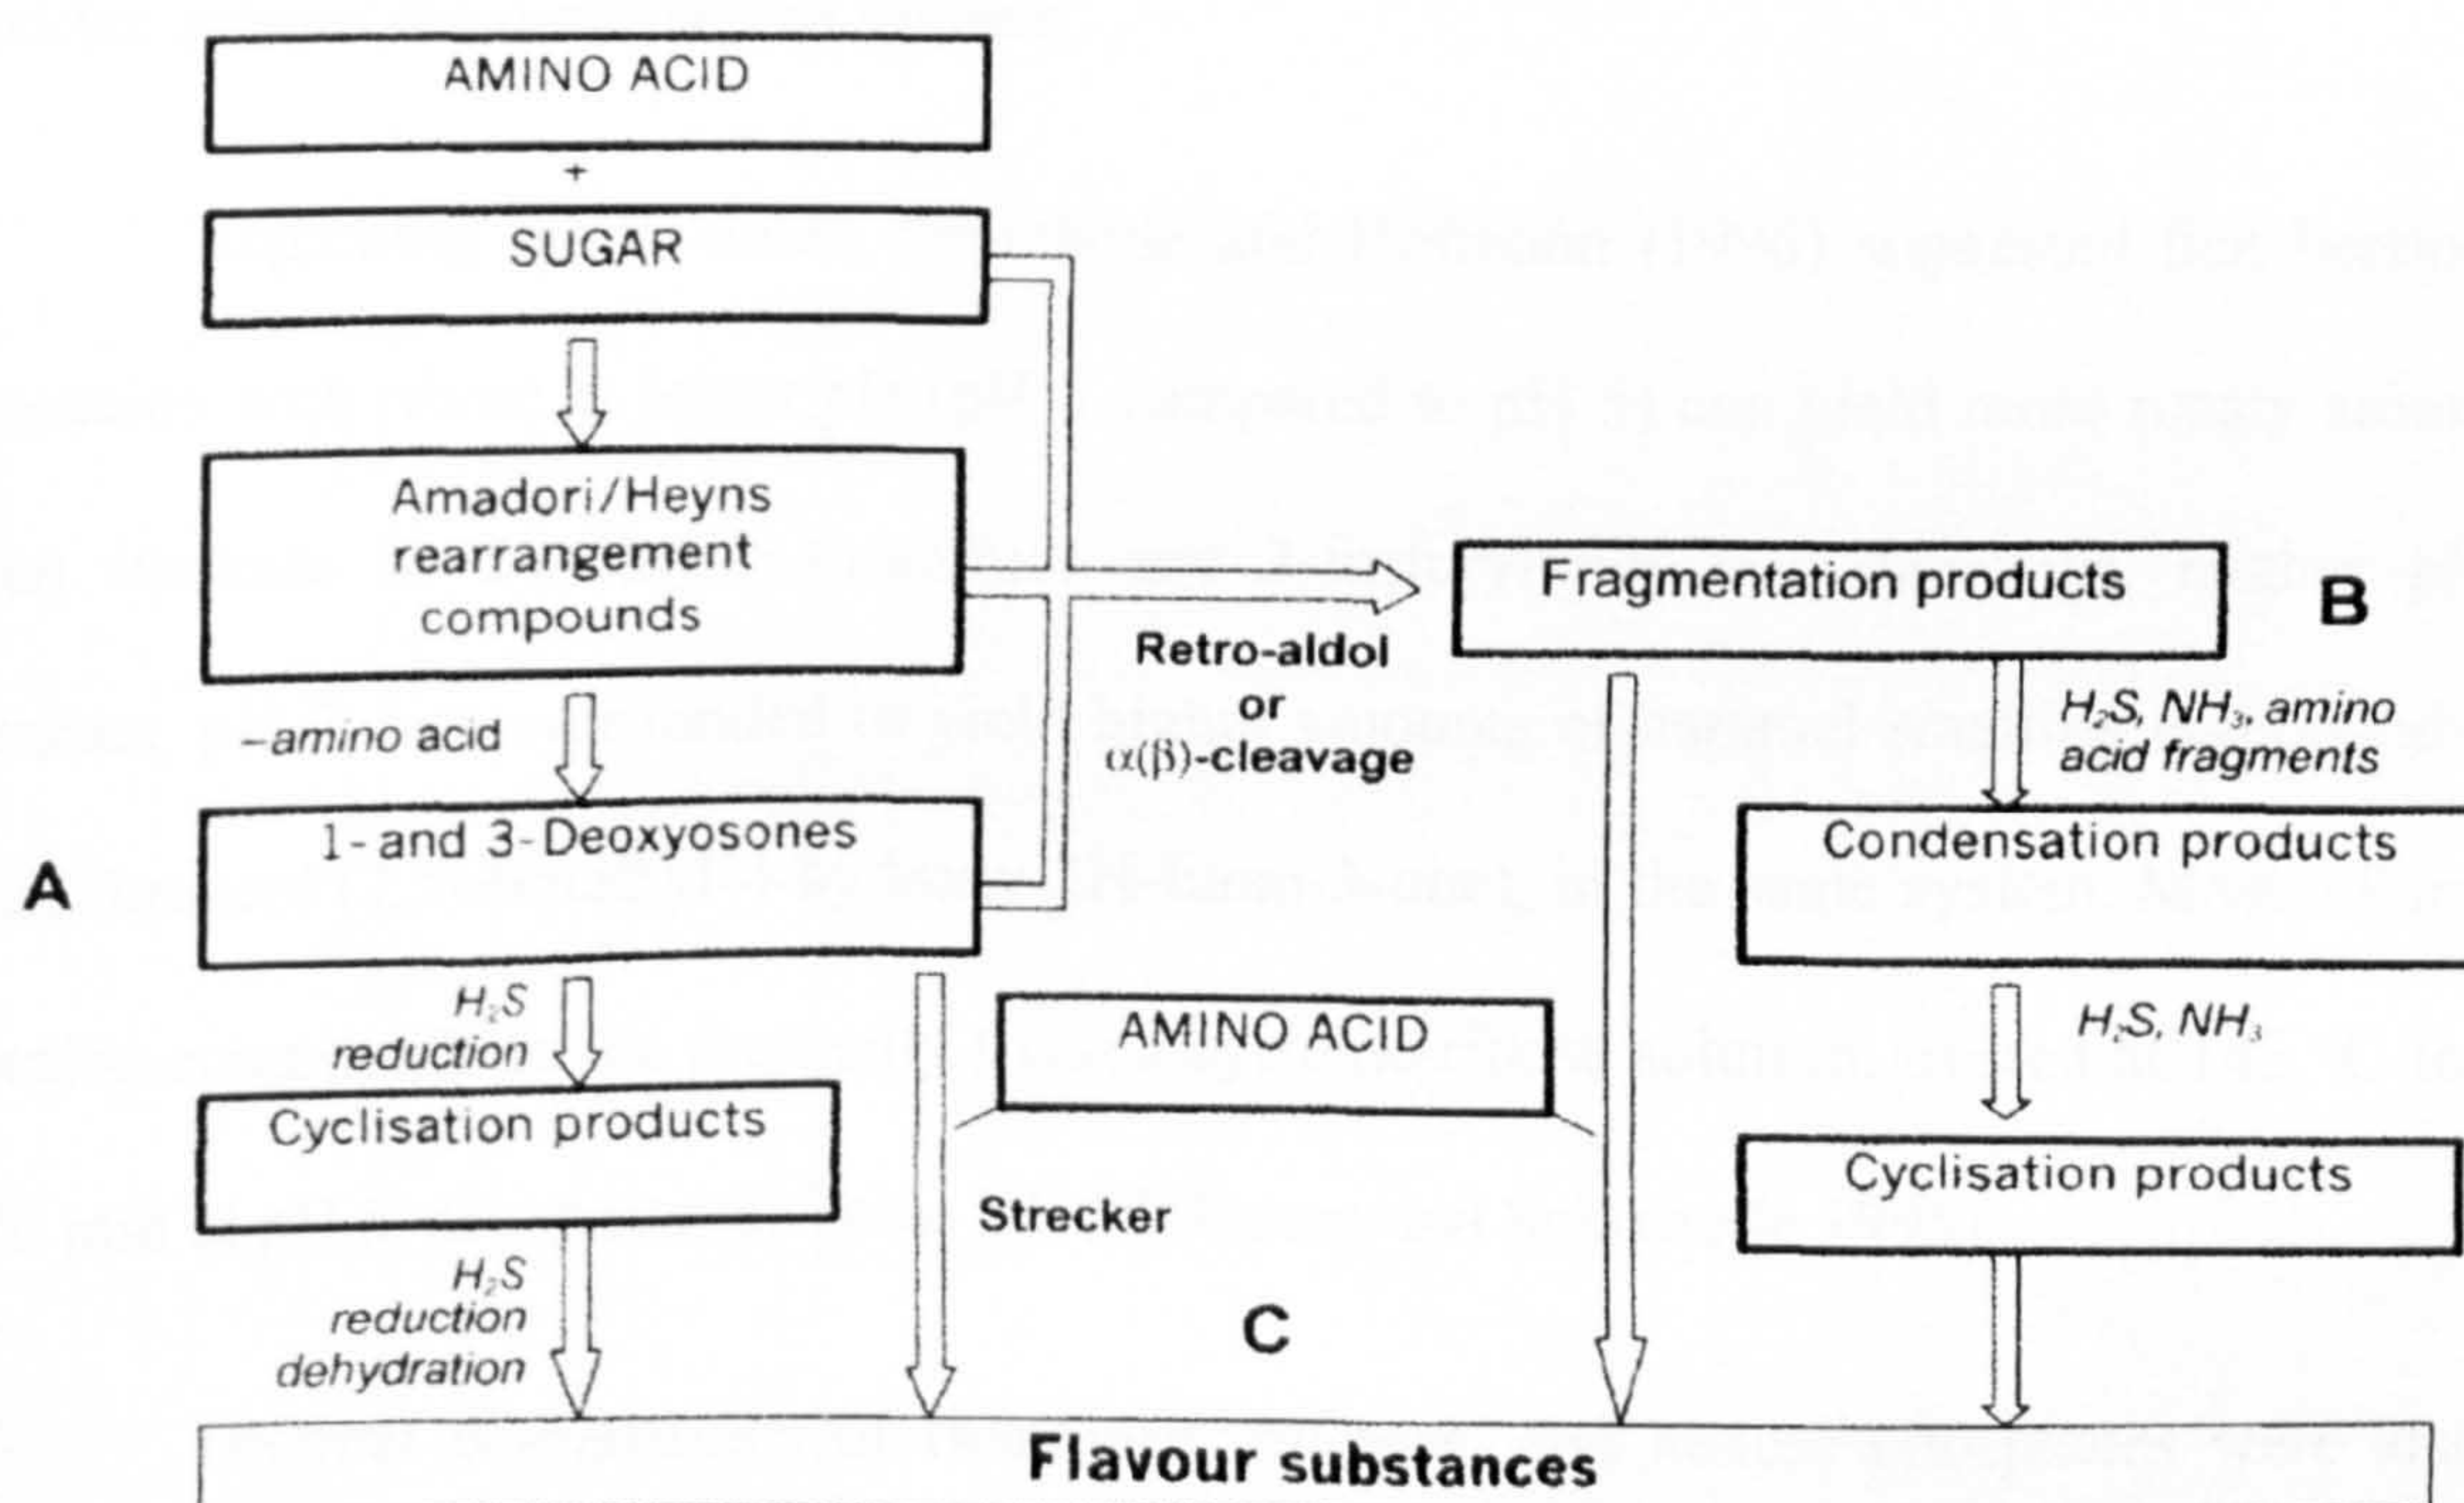 AMINO ACID
+
SUGAR
Amadori/Heyns
rearrangement
compounds
Retro-aldol
or
α(β)-cleavage
Fragmentation products
B
–amino acid
H₂S, NH₃, amino
acid fragments
A
1- and 3-Deoxyosones
Condensation products
H₂S
reduction
AMINO ACID
H₂S, NH₃
Cyclisation products
Strecker
Cyclisation products
H₂S
reduction
dehydration
C
Flavour substances